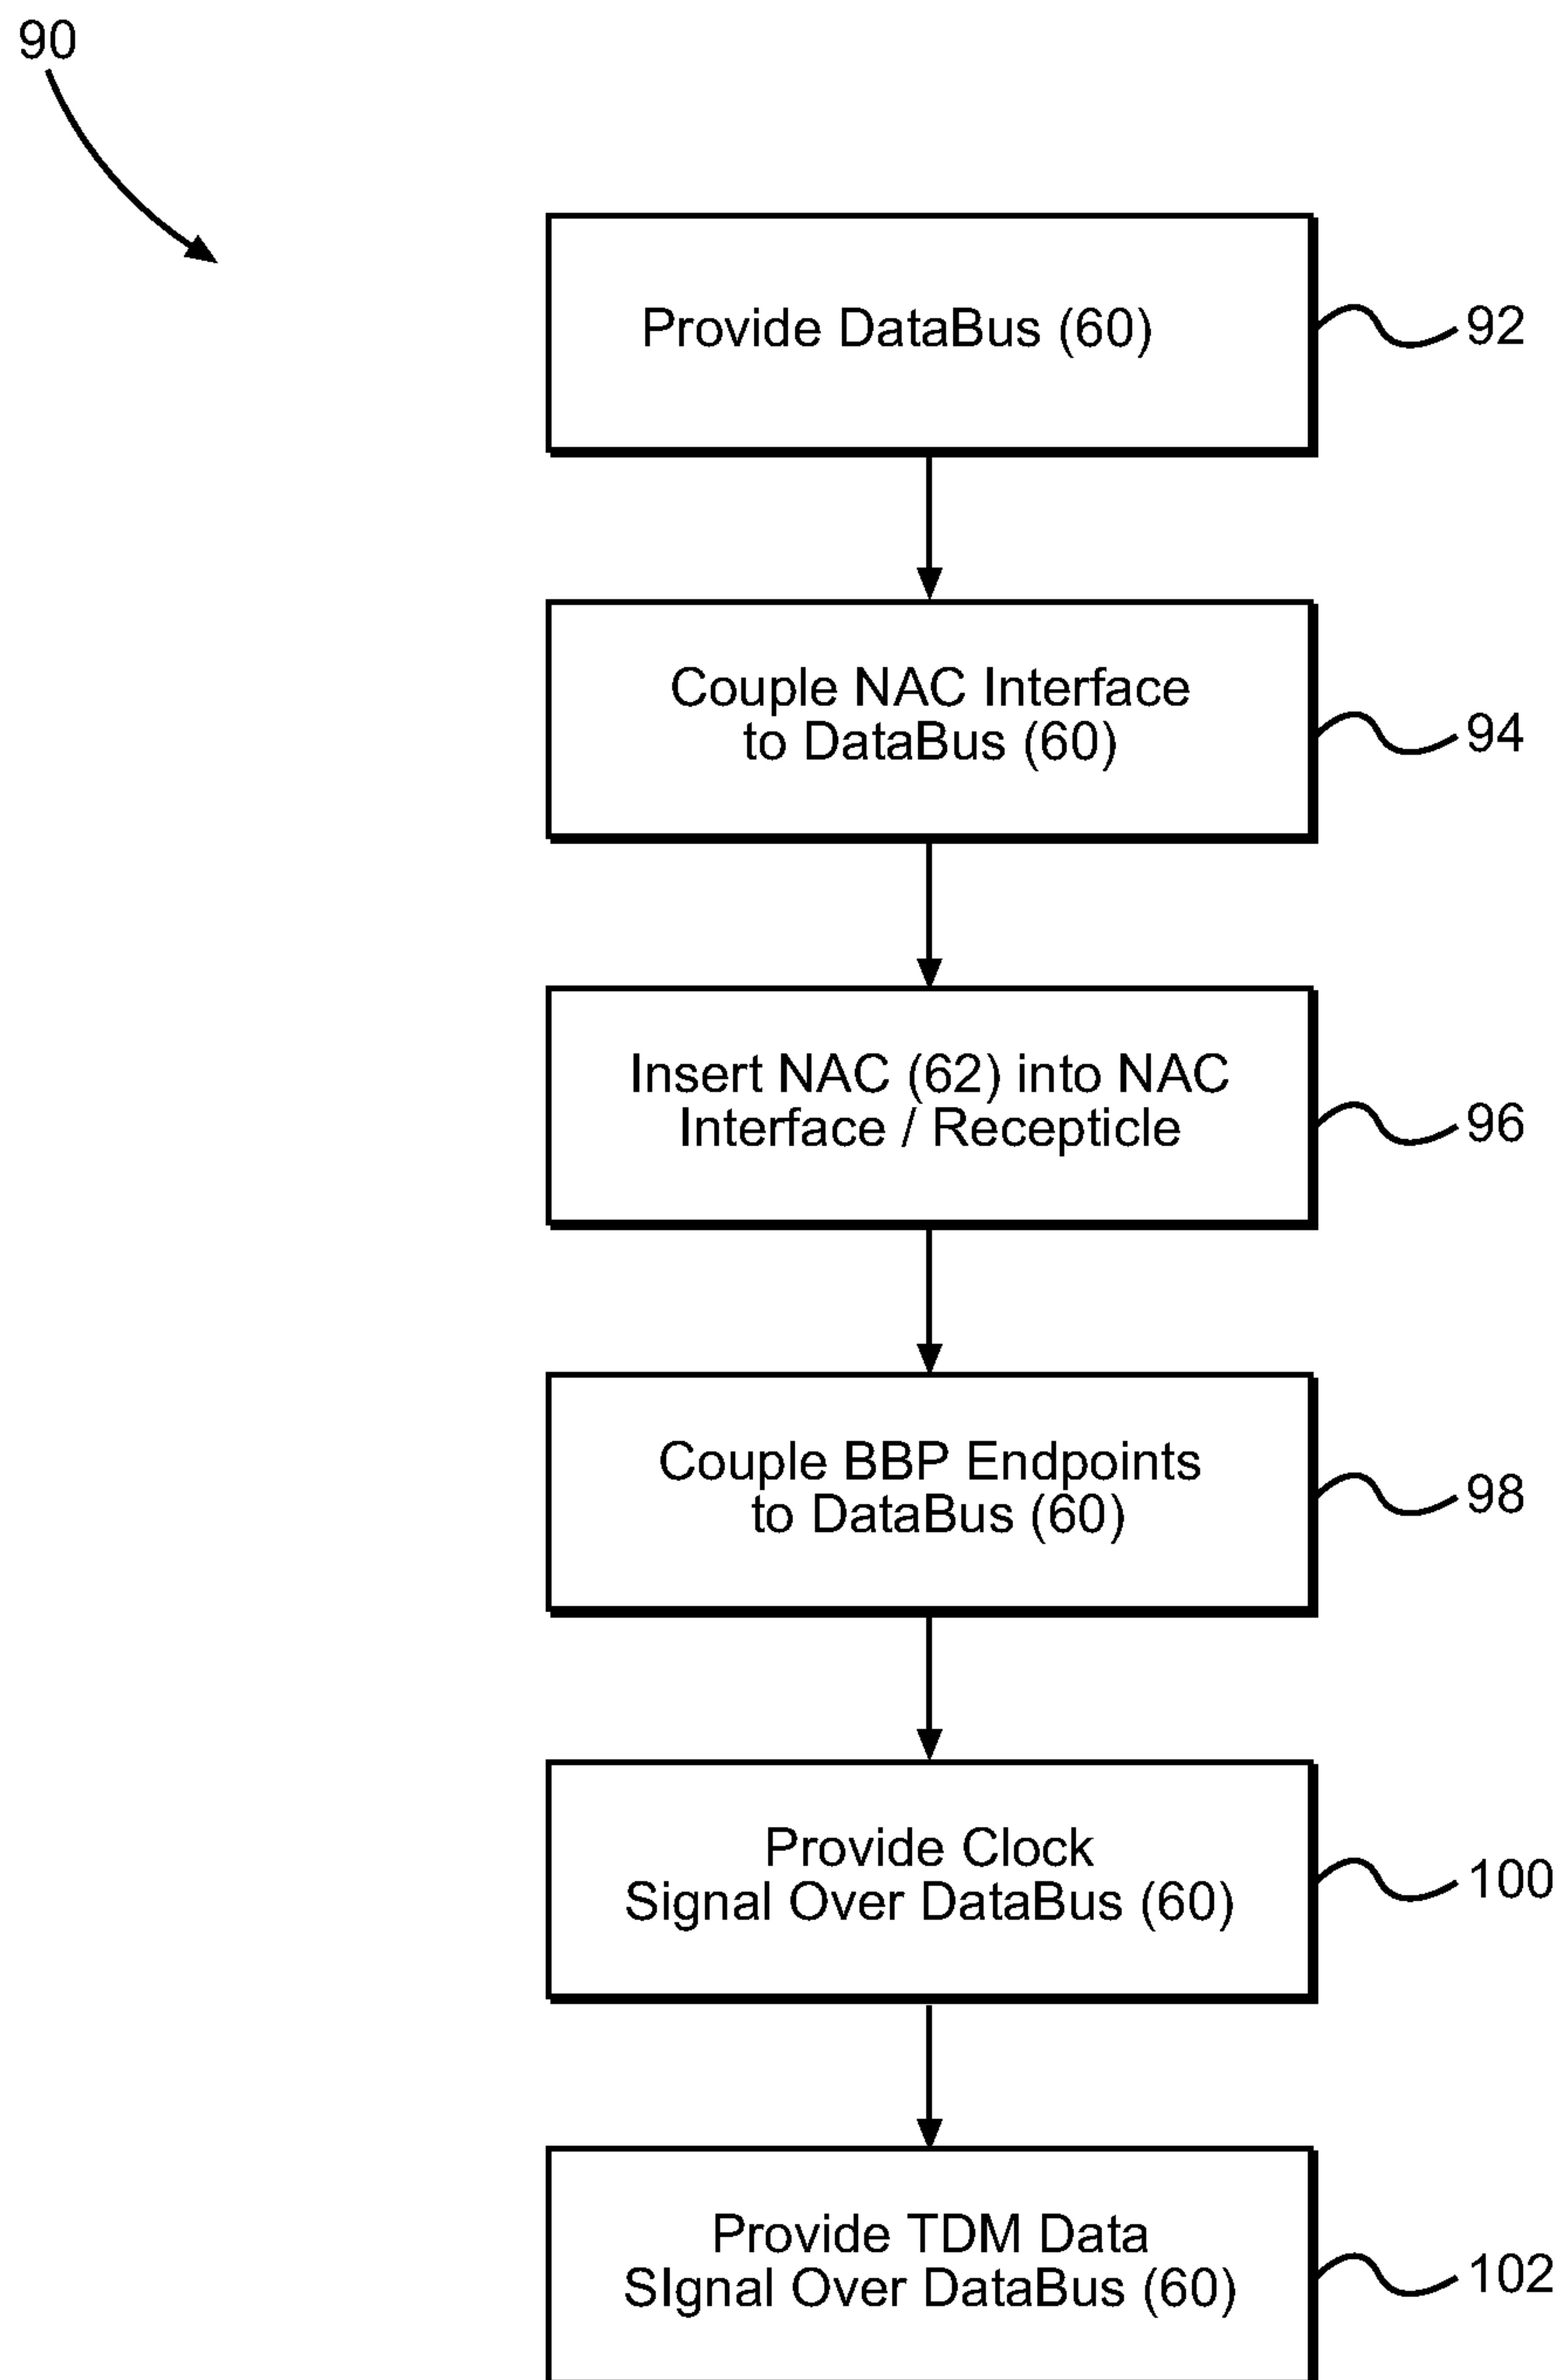 90
Provide DataBus (60)
92
Couple NAC Interface
to DataBus (60)
94
Insert NAC (62) into NAC
Interface / Recepticle
96
Couple BBP Endpoints
to DataBus (60)
98
Provide Clock
Signal Over DataBus (60)
100
Provide TDM Data
SIgnal Over DataBus (60)
102